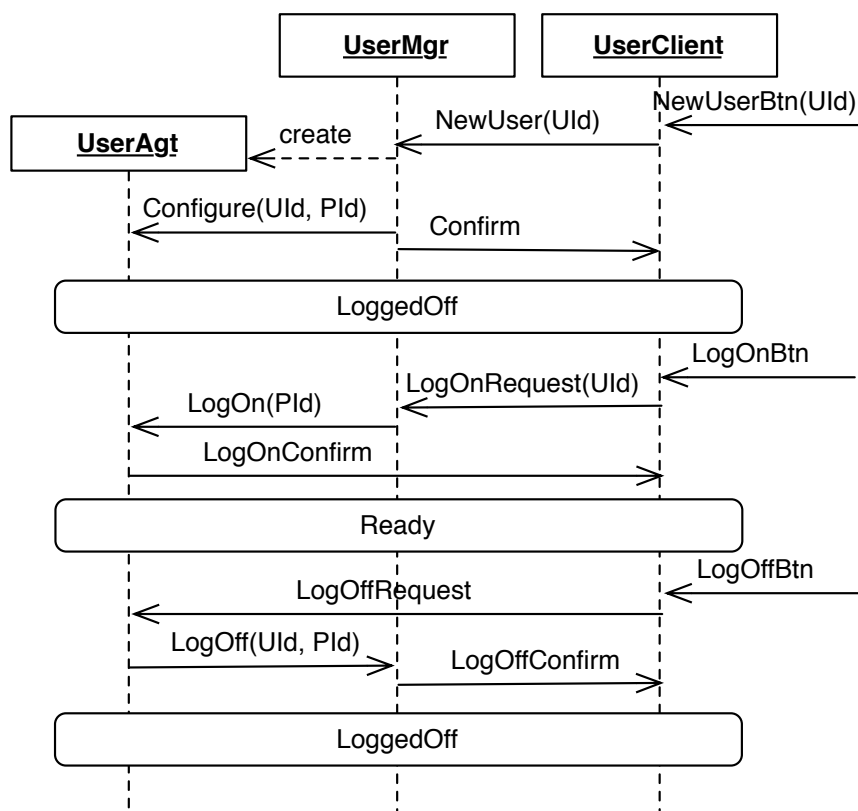 UserMgr
UserClient
NewUserBtn(UId)
NewUser(UId)
create
UserAgt
Configure(UId, PId)
Confirm
LoggedOff
LogOnBtn
LogOnRequest(UId)
LogOn(PId)
LogOnConfirm
Ready
LogOffBtn
LogOffRequest
LogOff(UId, PId)
LogOffConfirm
LoggedOff